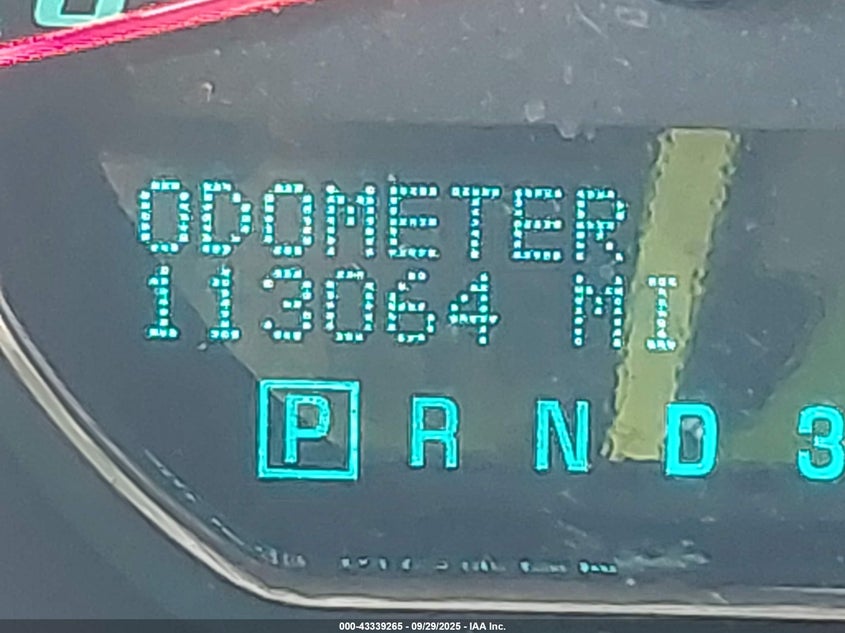 ODOMETER
113064 MI
P R N D 3
000-43339265 - 09/29/2025 - IAA Inc.